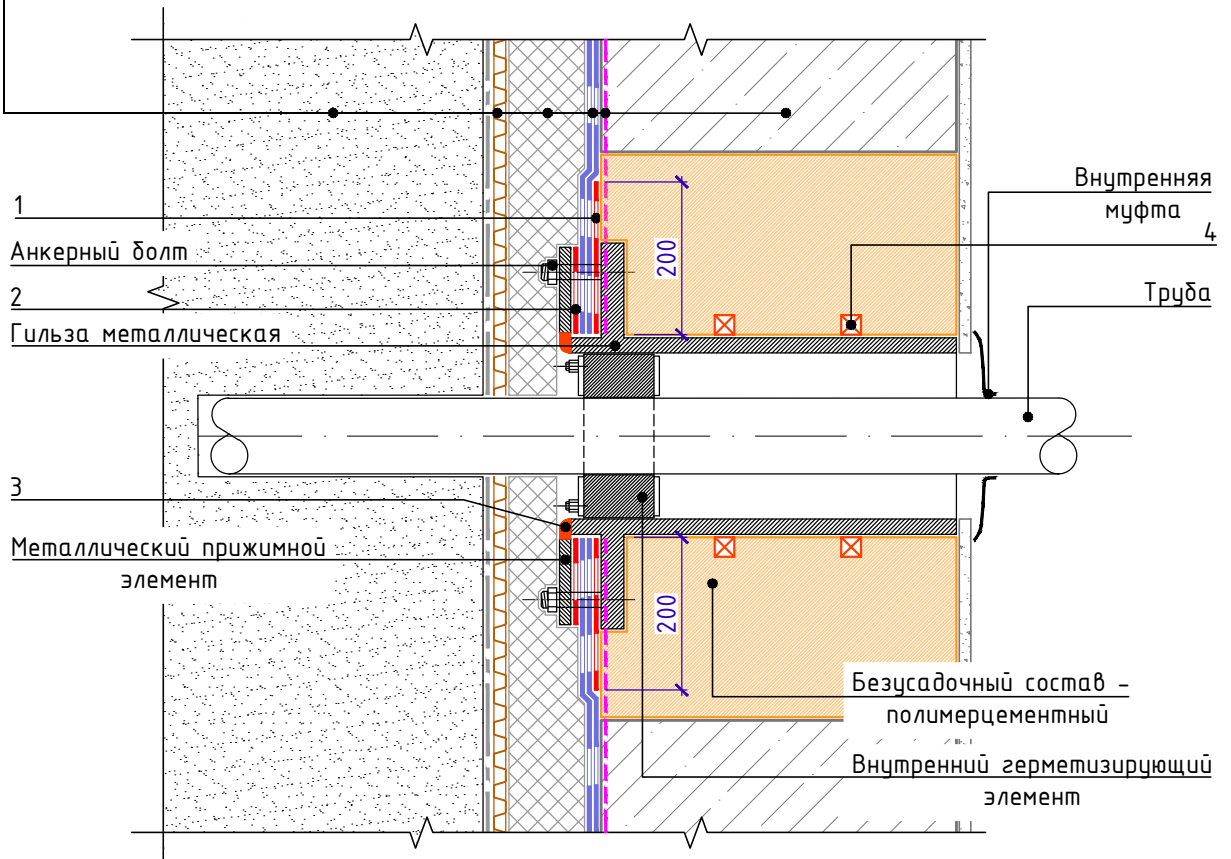 Внутренняя
муфта
1
4
Анкерный болт
200
2
Труба
Гильза металлическая
3
Металлический прижимной
элемент
200
Безусадочный состав -
полимерцементный
Внутренний герметизирующий
элемент